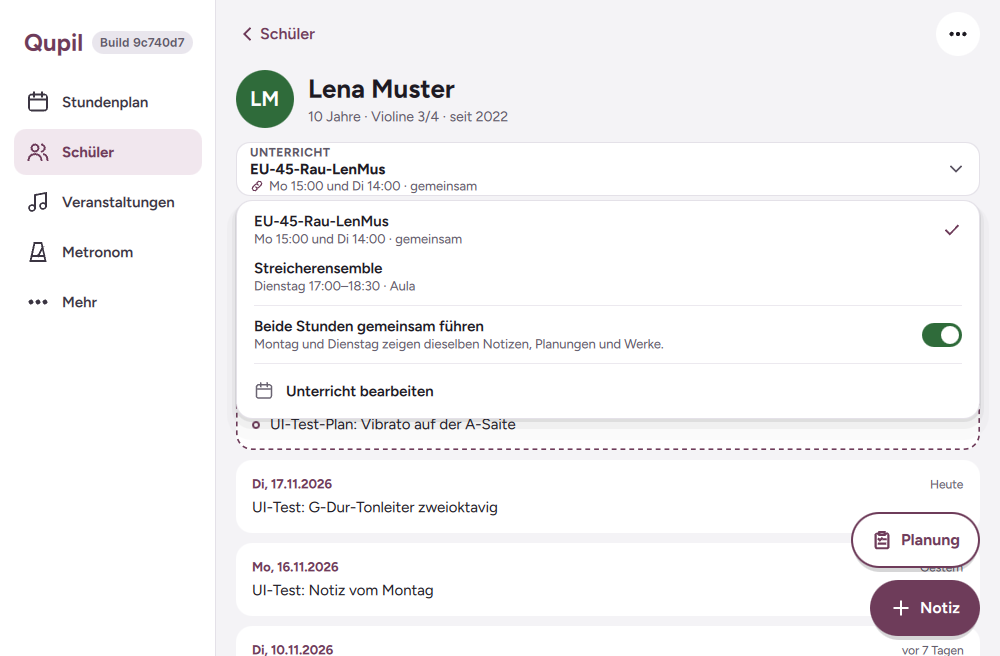 Qupil
Build 9c740d7
Stundenplan
Schüler
Veranstaltungen
Metronom
Mehr
Schüler
LM
Lena Muster
10 Jahre · Violine 3/4 · seit 2022
UNTERRICHT
EU-45-Rau-LenMus
Mo 15:00 und Di 14:00 · gemeinsam
EU-45-Rau-LenMus
Mo 15:00 und Di 14:00 · gemeinsam
Streicherensemble
Dienstag 17:00–18:30 · Aula
Beide Stunden gemeinsam führen
Montag und Dienstag zeigen dieselben Notizen, Planungen und Werke.
Unterricht bearbeiten
UI-Test-Plan: Vibrato auf der A-Saite
Di, 17.11.2026
Heute
UI-Test: G-Dur-Tonleiter zweioktavig
Planung
Mo, 16.11.2026
Gestern
UI-Test: Notiz vom Montag
Notiz
Di, 10.11.2026
vor 7 Tagen